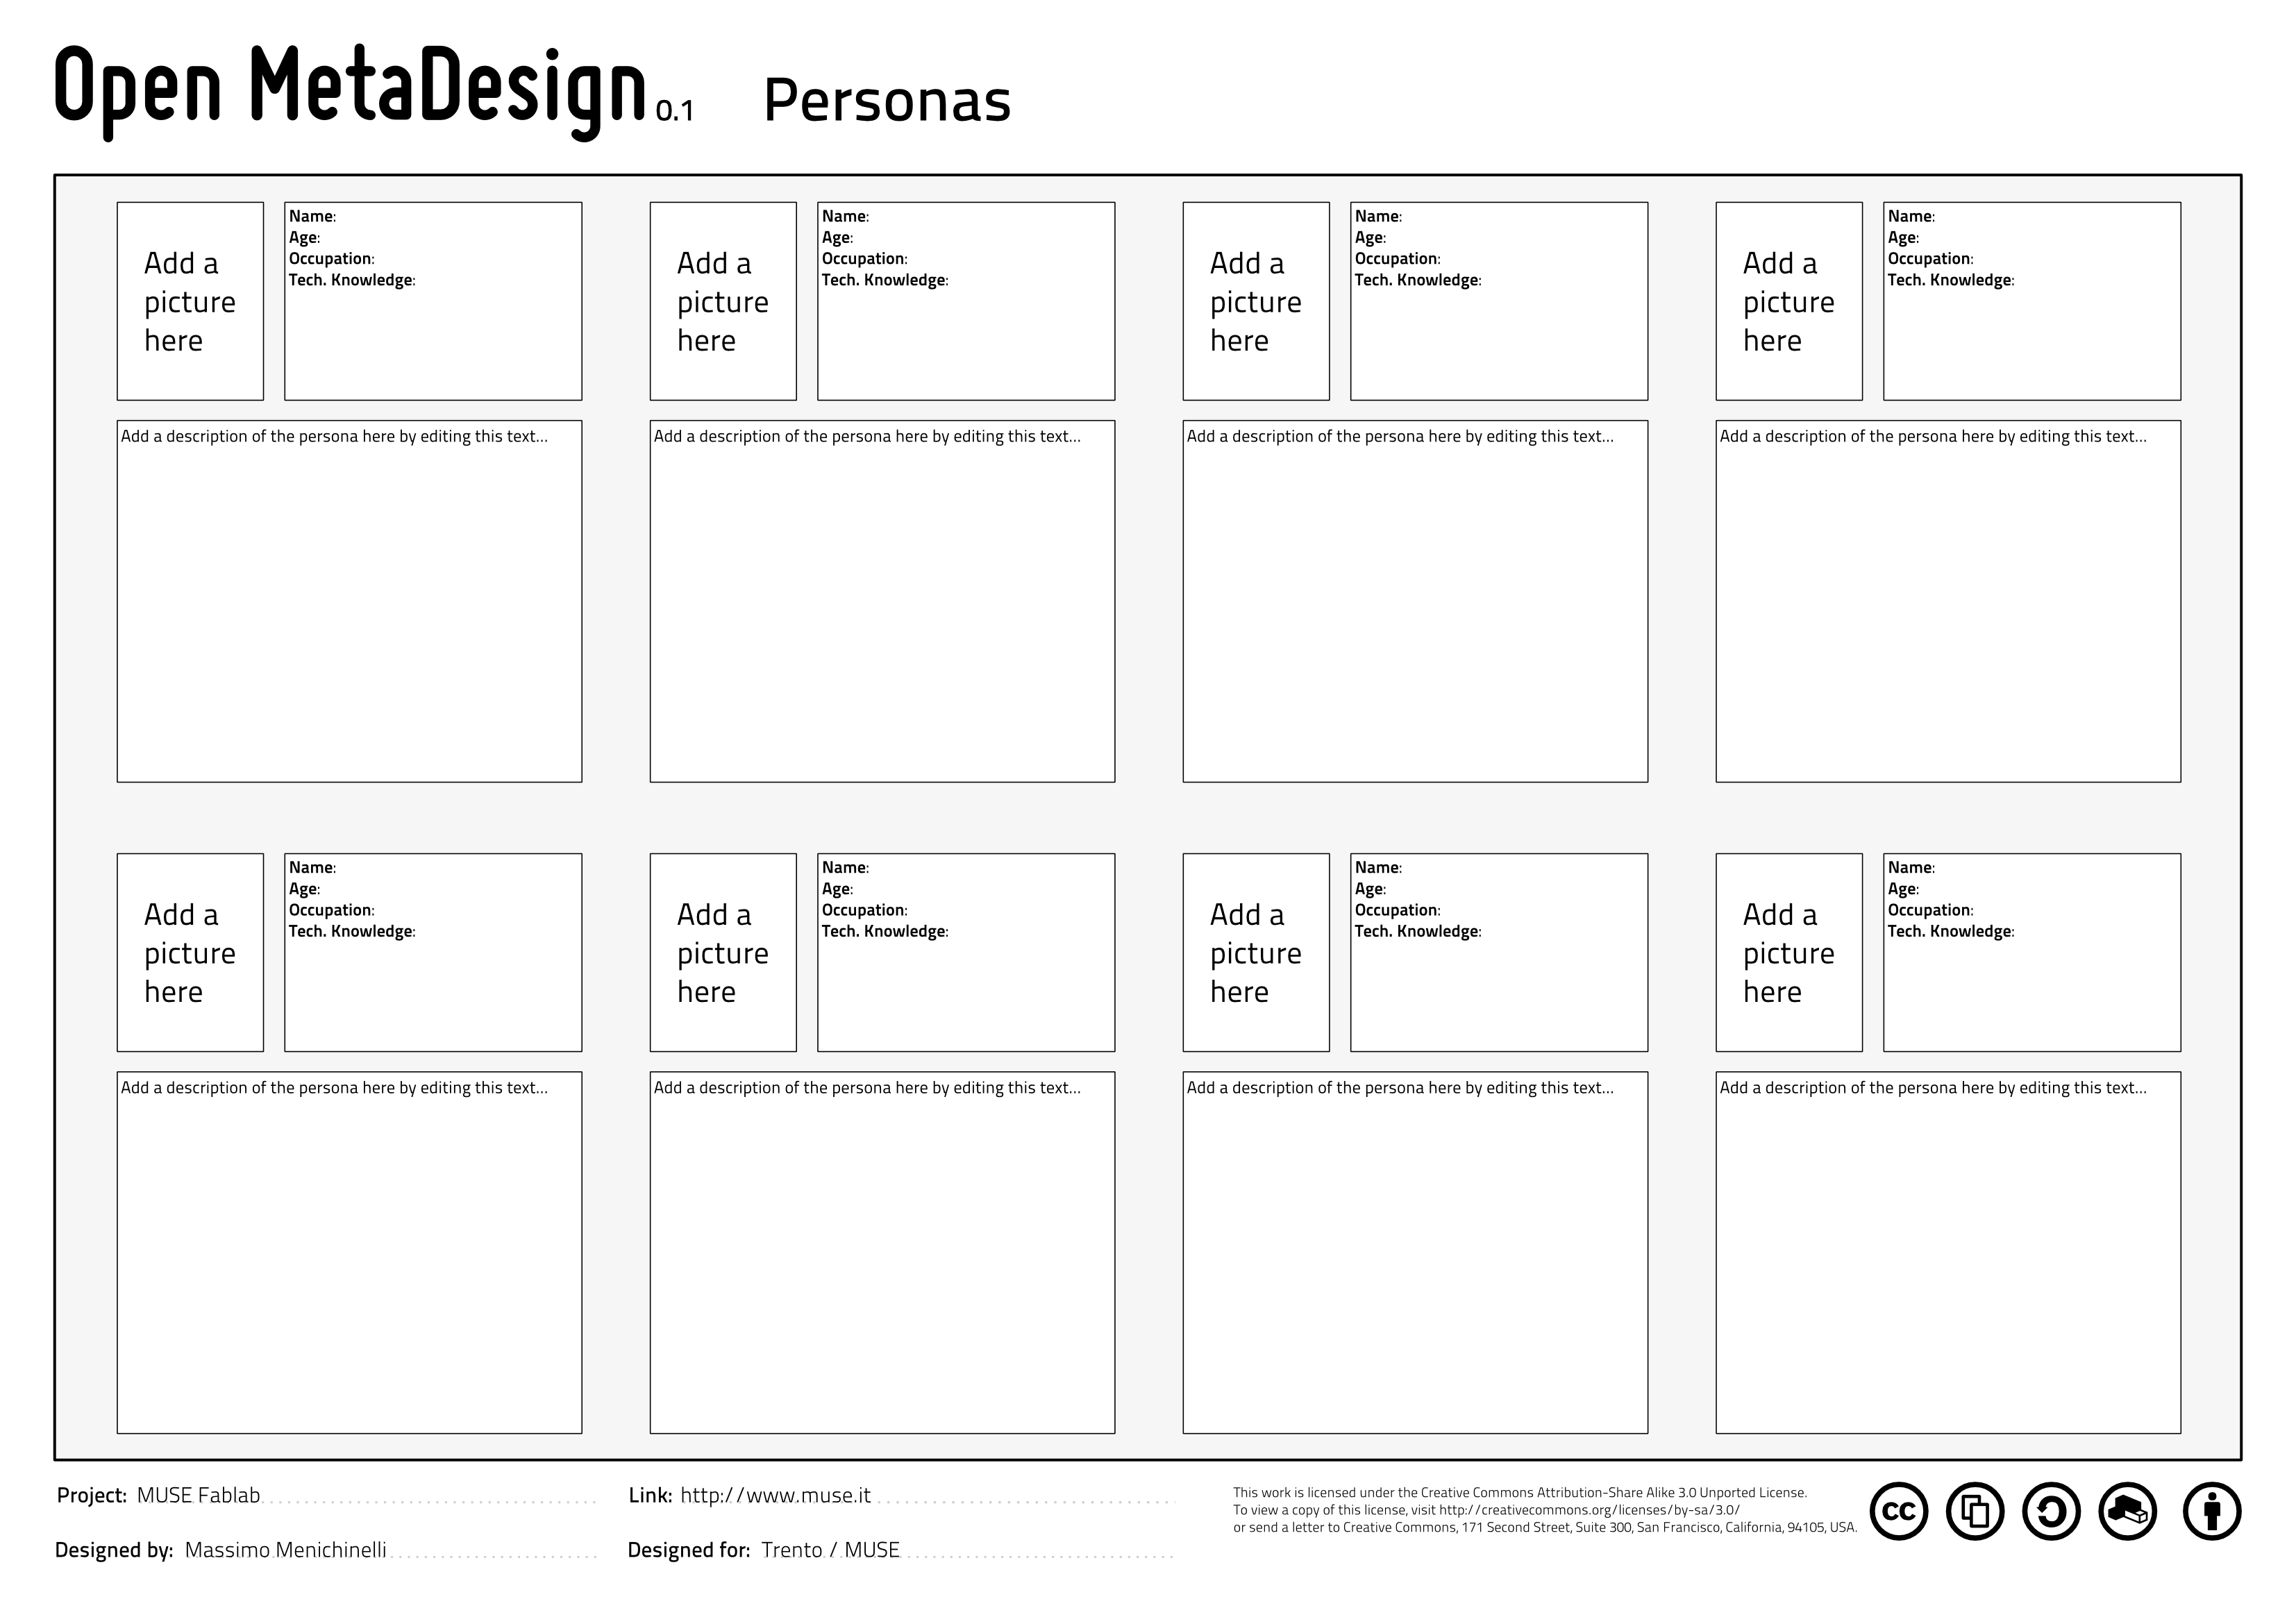 Open MetaDesign 0.1 Personas
Add a
picture
here
Name:
Age:
Occupation:
Tech. Knowledge:
Add a description of the persona here by editing this text...
Add a
picture
here
Name:
Age:
Occupation:
Tech. Knowledge:
Add a description of the persona here by editing this text...
Add a
picture
here
Name:
Age:
Occupation:
Tech. Knowledge:
Add a description of the persona here by editing this text...
Add a
picture
here
Name:
Age:
Occupation:
Tech. Knowledge:
Add a description of the persona here by editing this text...
Add a
picture
here
Name:
Age:
Occupation:
Tech. Knowledge:
Add a description of the persona here by editing this text...
Add a
picture
here
Name:
Age:
Occupation:
Tech. Knowledge:
Add a description of the persona here by editing this text...
Add a
picture
here
Name:
Age:
Occupation:
Tech. Knowledge:
Add a description of the persona here by editing this text...
Add a
picture
here
Name:
Age:
Occupation:
Tech. Knowledge:
Add a description of the persona here by editing this text...
Project: MUSE Fablab
Designed by: Massimo Menichinelli
Link: http://www.muse.it
Designed for: Trento / MUSE
This work is licensed under the Creative Commons Attribution-Share Alike 3.0 Unported License.
To view a copy of this license, visit http://creativecommons.org/licenses/by-sa/3.0/
or send a letter to Creative Commons, 171 Second Street, Suite 300, San Francisco, California, 94105, USA.
cc